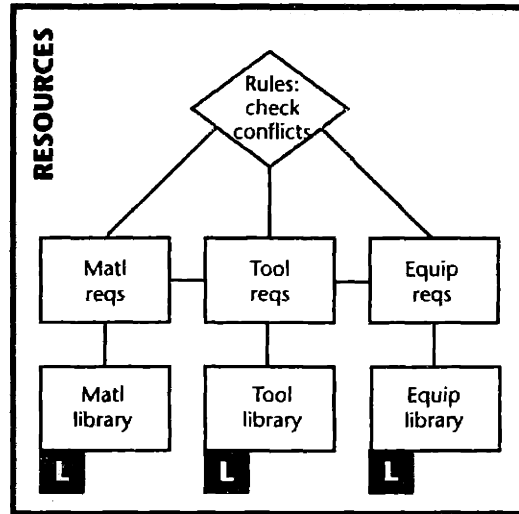 RESOURCES
Rules:
check
conflicts
Matl
reqs
Tool
reqs
Equip
reqs
Matl
library
Tool
library
Equip
library
L
L
L